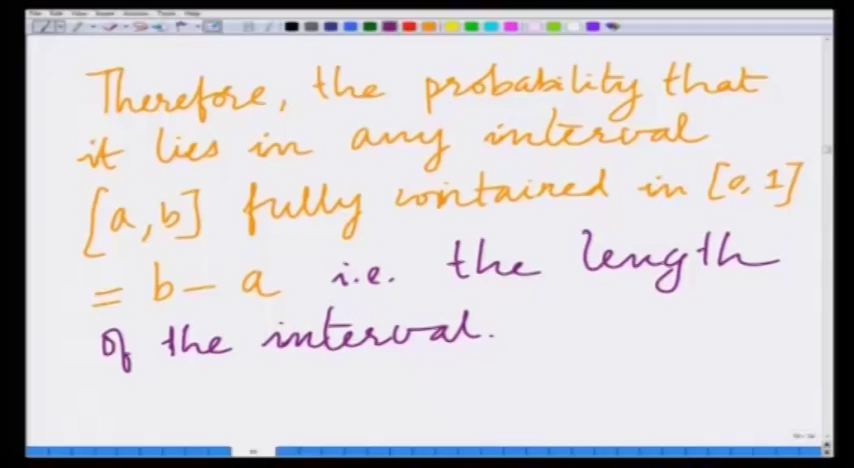 Therefore, the probability that
it lies in any interval
[a, b] fully contained in [0, 1]
= b - a i.e. the length
of the interval.